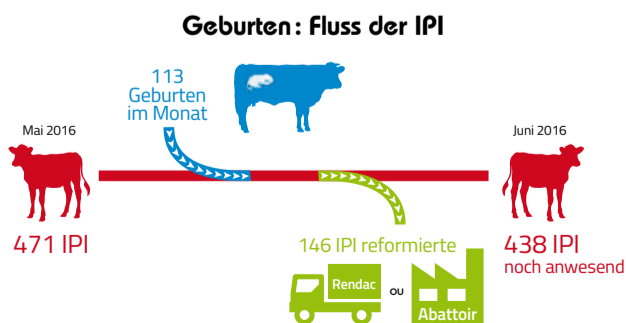 Geburten: Fluss der IPI
113
Geburten
im Monat
Mai 2016
Juni 2016
471 IPI
146 IPI reformierte
438 IPI
noch anwesend
Rendac
ou
Abattoir